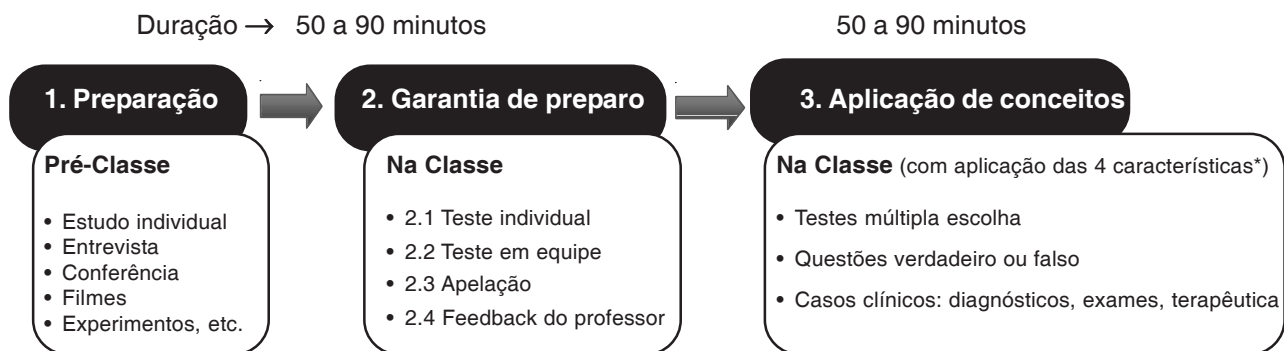 Duração → 50 a 90 minutos
50 a 90 minutos
1. Preparação
2. Garantia de preparo
3. Aplicação de conceitos
Pré-Classe
• Estudo individual
• Entrevista
• Conferência
• Filmes
• Experimentos, etc.
Na Classe
• 2.1 Teste individual
• 2.2 Teste em equipe
• 2.3 Apelação
• 2.4 Feedback do professor
Na Classe (com aplicação das 4 características*)
• Testes múltipla escolha
• Questões verdadeiro ou falso
• Casos clínicos: diagnósticos, exames, terapêutica